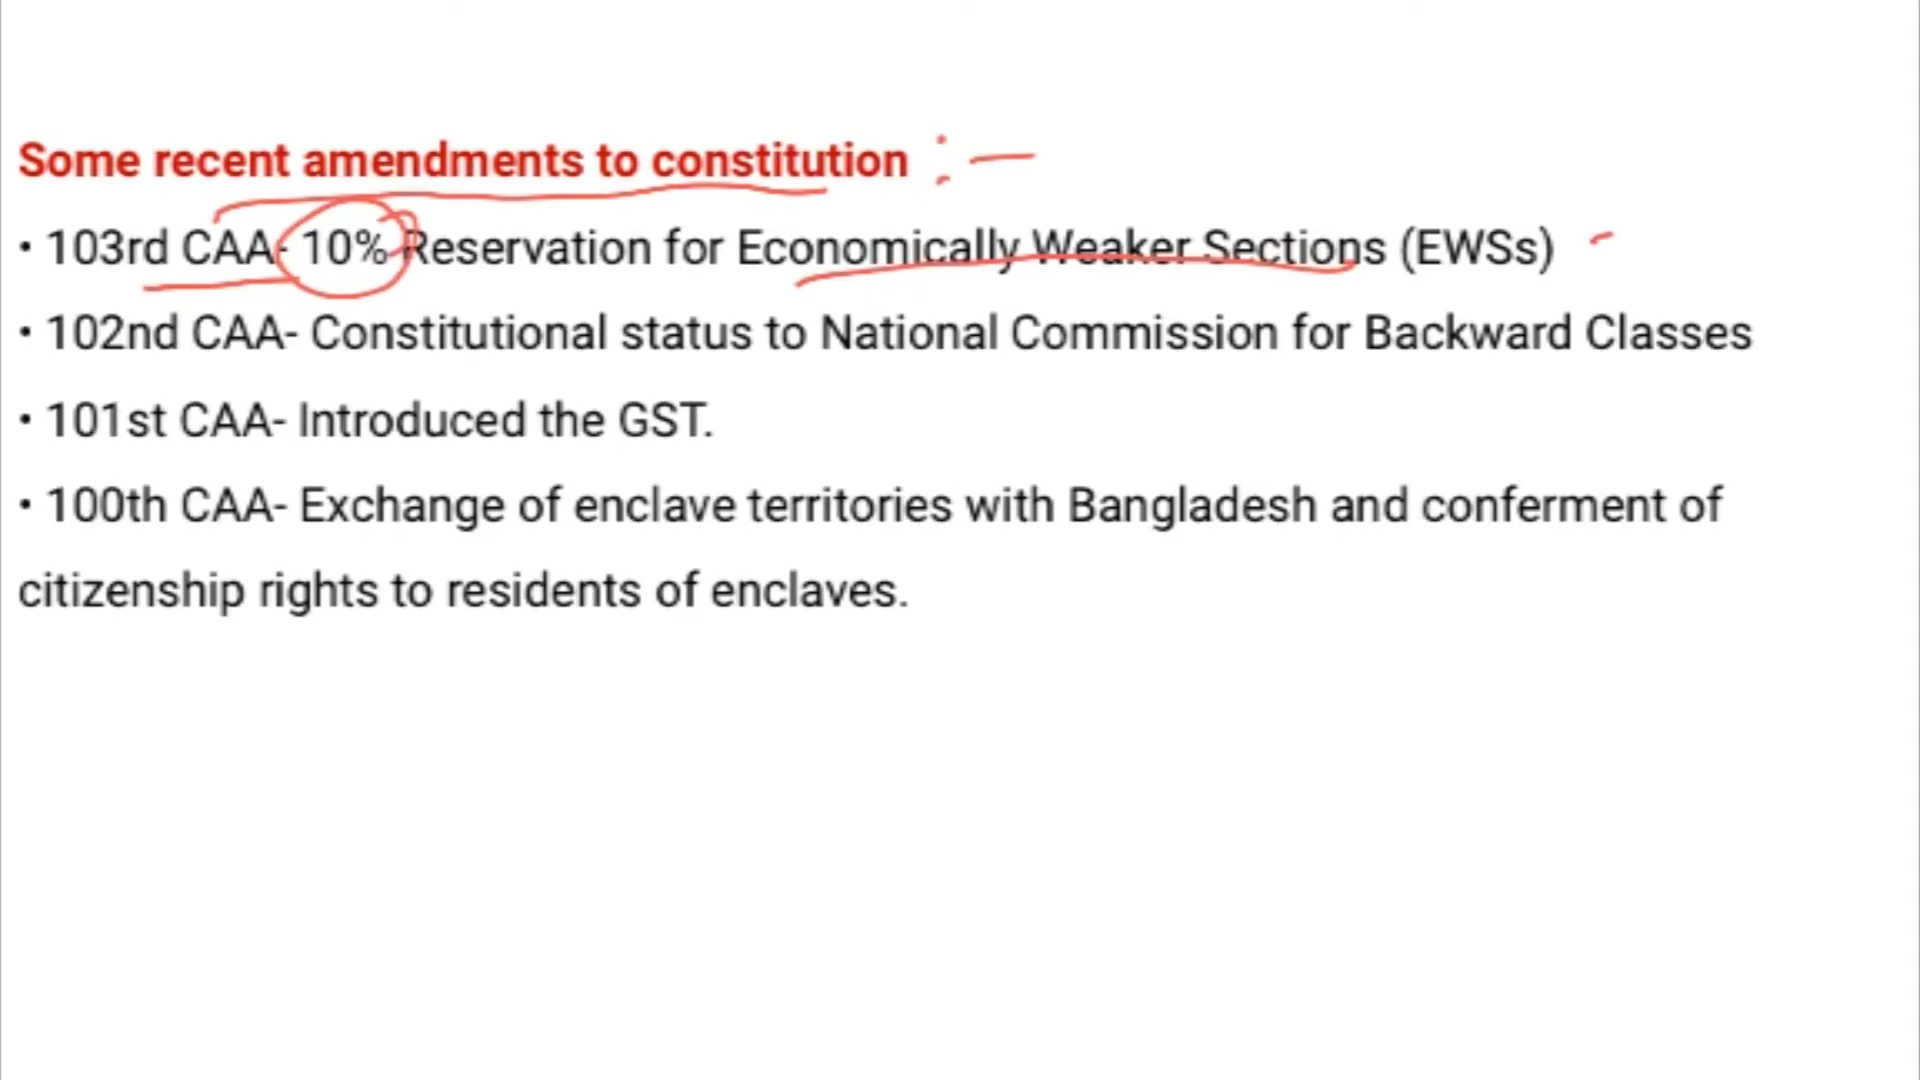 Some recent amendments to constitution :-
• 103rd CAA- 10% Reservation for Economically Weaker Sections (EWSs)
• 102nd CAA- Constitutional status to National Commission for Backward Classes
• 101st CAA- Introduced the GST.
• 100th CAA- Exchange of enclave territories with Bangladesh and conferment of
citizenship rights to residents of enclaves.